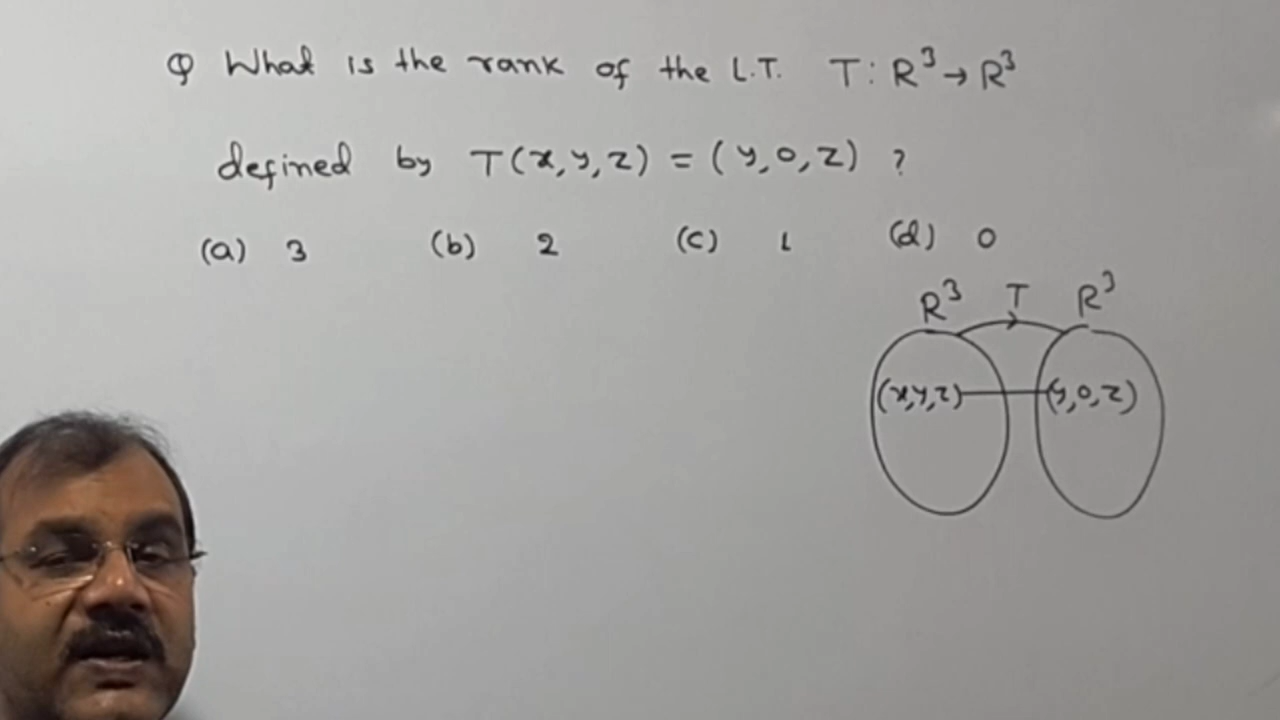 Q What is the rank of the L.T. T: R³ → R³
defined by T(x,y,z) = (y,0,z) ?
(a) 3 (b) 2 (c) 1 (d) 0
R³ T R³
(x,y,z) (y,0,z)